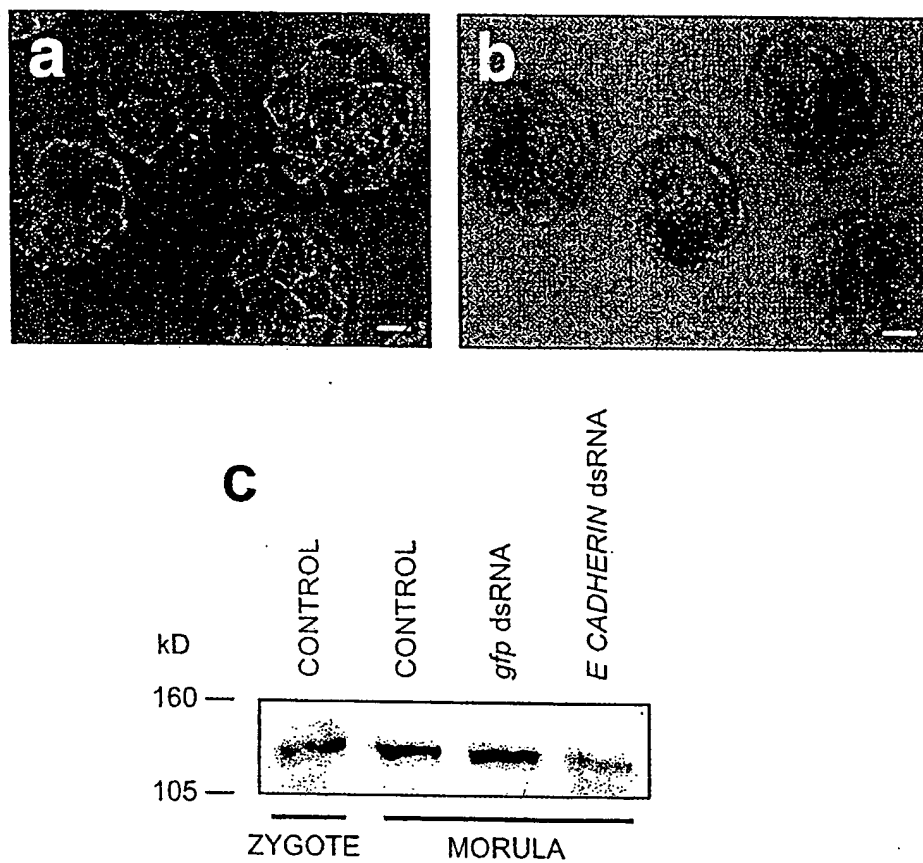 a
b
c
kD
CONTROL
CONTROL
gfp dsRNA
E CADHERIN dsRNA
160
105
ZYGOTE
MORULA